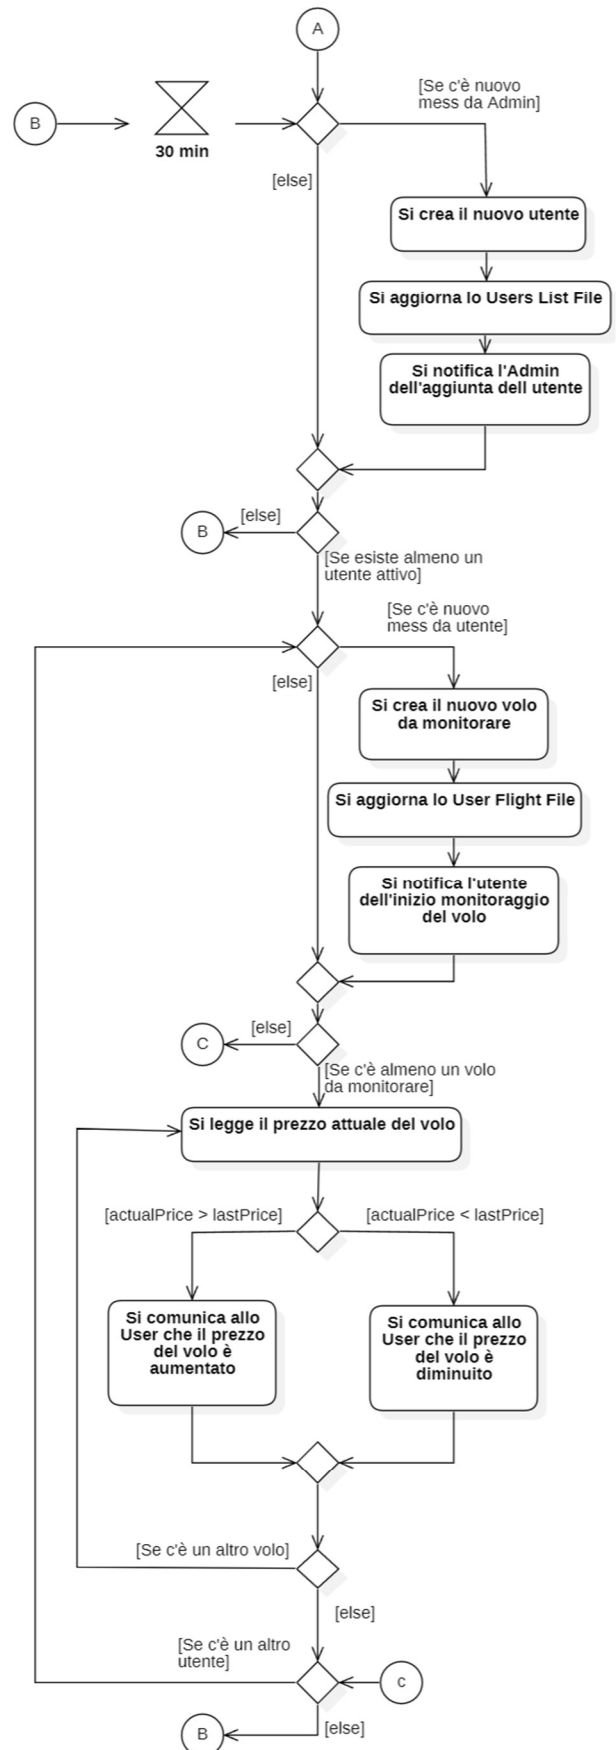 A
[Se c'è nuovo
mess da Admin]
B
30 min
[else]
Si crea il nuovo utente
Si aggiorna lo Users List File
Si notifica l'Admin
dell'aggiunta dell utente
[else]
B
[Se esiste almeno un
utente attivo]
[Se c'è nuovo
mess da utente]
[else]
Si crea il nuovo volo
da monitorare
Si aggiorna lo User Flight File
Si notifica l'utente
dell'inizio monitoraggio
del volo
[else]
C
[Se c'è almeno un volo
da monitorare]
Si legge il prezzo attuale del volo
[actualPrice > lastPrice]
[actualPrice < lastPrice]
Si comunica allo
User che il prezzo
del volo è
aumentato
Si comunica allo
User che il prezzo
del volo è
diminuito
[Se c'è un altro volo]
[else]
[Se c'è un altro
utente]
c
[else]
B